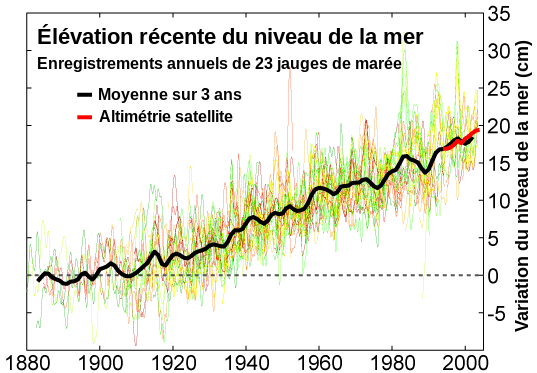 Élévation récente du niveau de la mer
Enregistrements annuels de 23 jauges de marée
Moyenne sur 3 ans
Altimétrie satellite
35
30
25
20
15
10
5
0
-5
Variation du niveau de la mer (cm)
1880 1900 1920 1940 1960 1980 2000